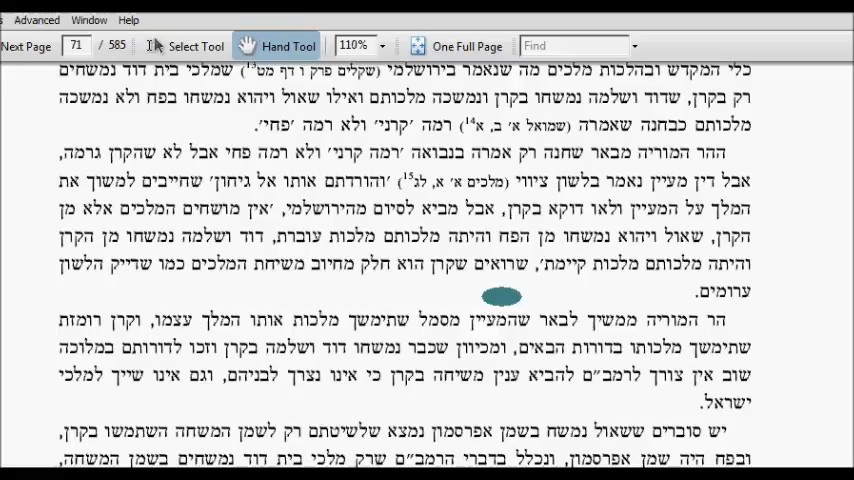 Advanced Window Help
Next Page 71 / 585 Select Tool Hand Tool 110% One Full Page Find
כלי המקדש ובהלכות מלכים מה שנאמר בירושלמי (שקלים פרק ו דף מט13) שמלכי בית דוד נמשחים
רק בקרן, שדוד ושלמה נמשחו בקרן ונמשכה מלכותם ואילו שאול ויהוא נמשחו בפח ולא נמשכה
מלכותם כבחנה שאמרה (שמואל א׳ ב, א14) רמה ׳קרני׳ ולא רמה ׳פחי׳.
ההר המוריה מבאר שחנה רק אמרה בנבואה ׳רמה קרני׳ ולא רמה פחי אבל לא שהקרן גרמה,
אבל דין מעיין נאמר בלשון ציווי (מלכים א׳ א, לג15) ׳והורדתם אותו אל גיחון׳ שחייבים למשוך את
המלך על המעיין ולאו דוקא בקרן, אבל מביא לסיום מהירושלמי, ׳אין מושחים המלכים אלא מן
הקרן, שאול ויהוא נמשחו מן הפח והיתה מלכותם מלכות עוברת, דוד ושלמה נמשחו מן הקרן
והיתה מלכותם מלכות קיימת׳, שרואים שקרן הוא חלק מחיוב משיחת המלכים כמו שדייק הלשון
ערומים.
הר המוריה ממשיך לבאר שהמעיין מסמל שתימשך מלכות אותו המלך עצמו, וקרן רומזת
שתימשך מלכותו בדורות הבאים, ומכיוון שכבר נמשחו דוד ושלמה בקרן וזכו לדורותם במלוכה
שוב אין צורך לרמב״ם להביא ענין משיחה בקרן כי אינו נצרך לבניהם, וגם אינו שייך למלכי
ישראל.
יש סוברים ששאול נמשח בשמן אפרסמון נמצא שלשיטתם רק לשמן המשחה השתמשו בקרן,
ובפח היה שמן אפרסמון, ונכלל בדברי הרמב״ם שרק מלכי בית דוד נמשחים בשמן המשחה,